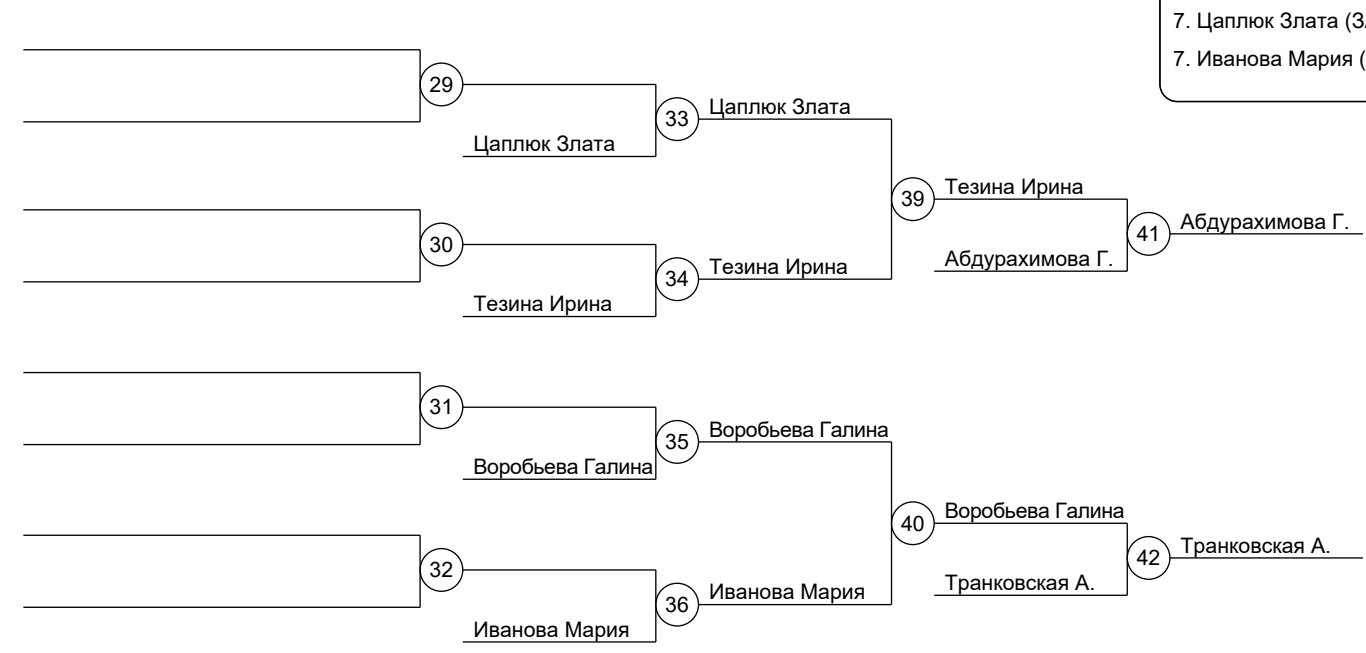 7. Цаплюк Злата (З
7. Иванова Мария (
29
33
Цаплюк Злата
Цаплюк Злата
39
Тезина Ирина
41
Абдурахимова Г.
30
34
Тезина Ирина
Абдурахимова Г.
Тезина Ирина
31
35
Воробьева Галина
Воробьева Галина
40
Воробьева Галина
42
Транковская А.
32
36
Иванова Мария
Транковская А.
Иванова Мария